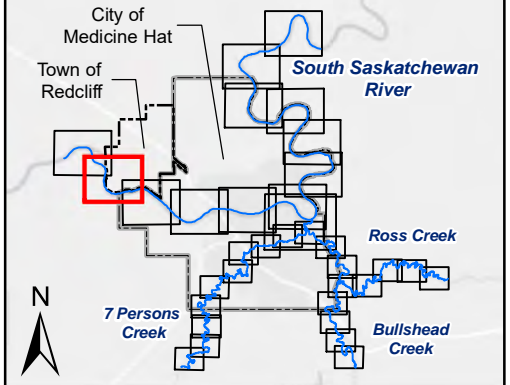 City of
Medicine Hat
Town of
Redcliff
South Saskatchewan
River
Ross Creek
N
7 Persons
Creek
Bullshead
Creek